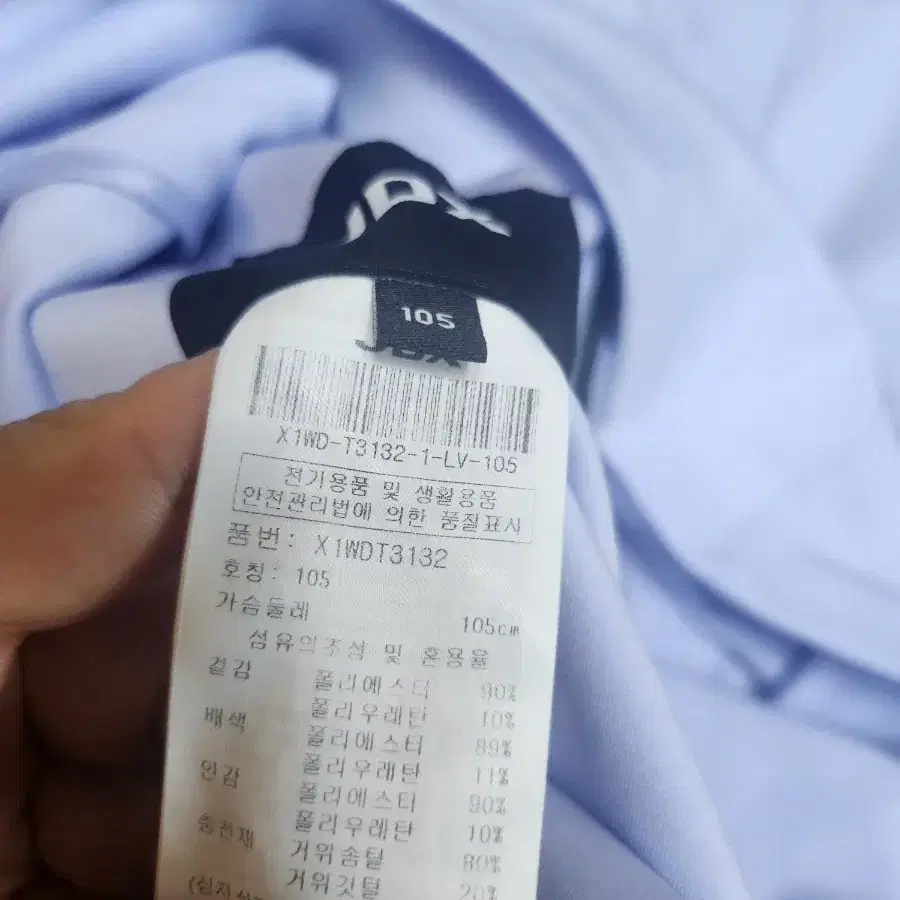 105
X1WD-T3132-1-LV-105
전기용품 및 생활용품
안전관리법에 의한 품질표시
품번: X1WDT3132
호칭: 105
가슴둘레 105cm
섬유의조성 및 혼용율
겉감 폴리에스터 90%
폴리우레탄 10%
배색 폴리에스터 89%
폴리우레탄 11%
안감 폴리에스터 90%
폴리우레탄 10%
충전재 거위솜털 80%
거위깃털 20%